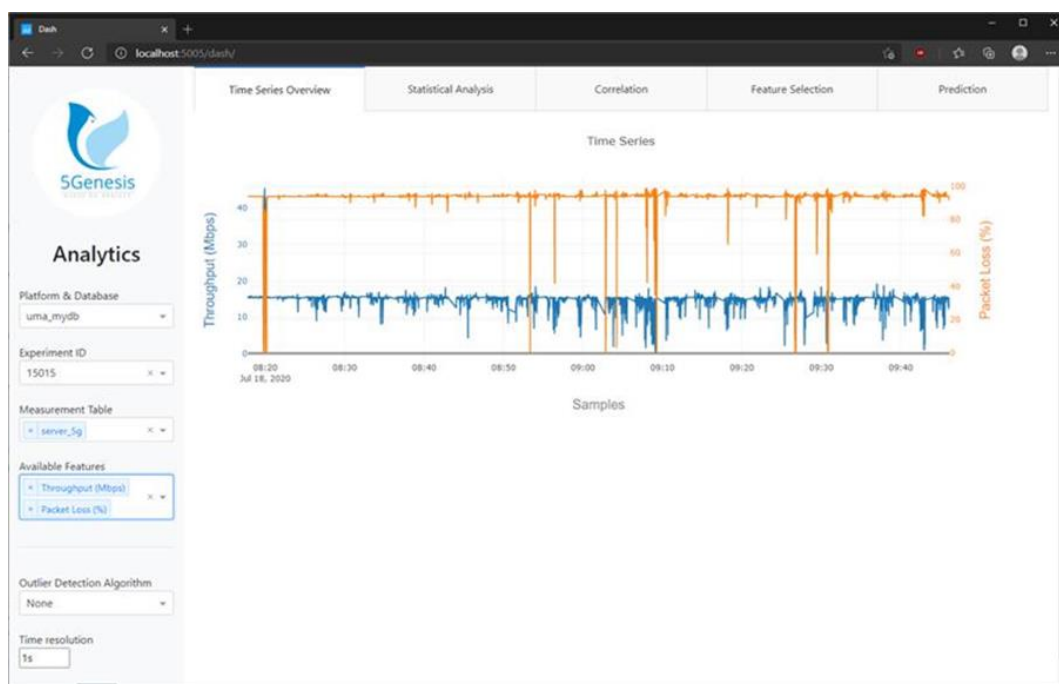 Dash
localhost:5005/dash/
5Genesis
Analytics
Platform & Database
uma_mydb
Experiment ID
15015
Measurement Table
server_5g
Available Features
Throughput (Mbps)
Packet Loss (%)
Outlier Detection Algorithm
None
Time resolution
1s
Time Series Overview
Statistical Analysis
Correlation
Feature Selection
Prediction
Time Series
Throughput (Mbps)
40
30
20
10
0
08:20
Jul 18, 2020
08:30
08:40
08:50
09:00
09:10
09:20
09:30
09:40
Samples
100
80
60
40
20
0
Packet Loss (%)